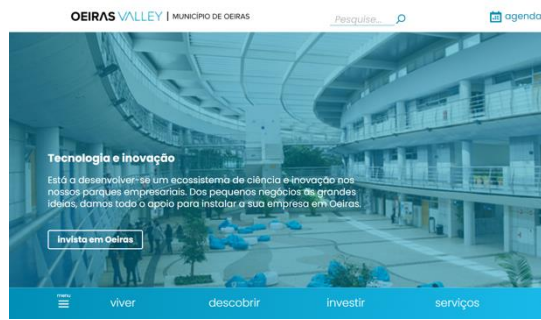 OEIRAS VALLEY | MUNICÍPIO DE OEIRAS
Pesquise...
agenda
Tecnologia e inovação
Está a desenvolver-se um ecossistema de ciência e inovação nos
nossos parques empresariais. Dos pequenos negócios às grandes
ideias, damos todo o apoio para instalar a sua empresa em Oeiras.
invista em Oeiras
menu
viver
descobrir
investir
serviços